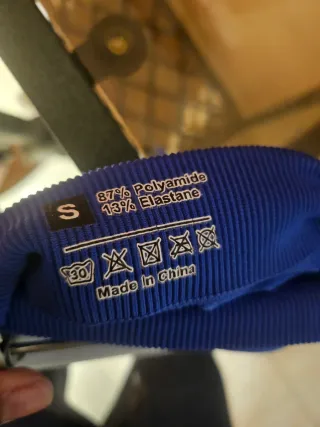 S
87% Polyamide
13% Elastane
30
Made in China